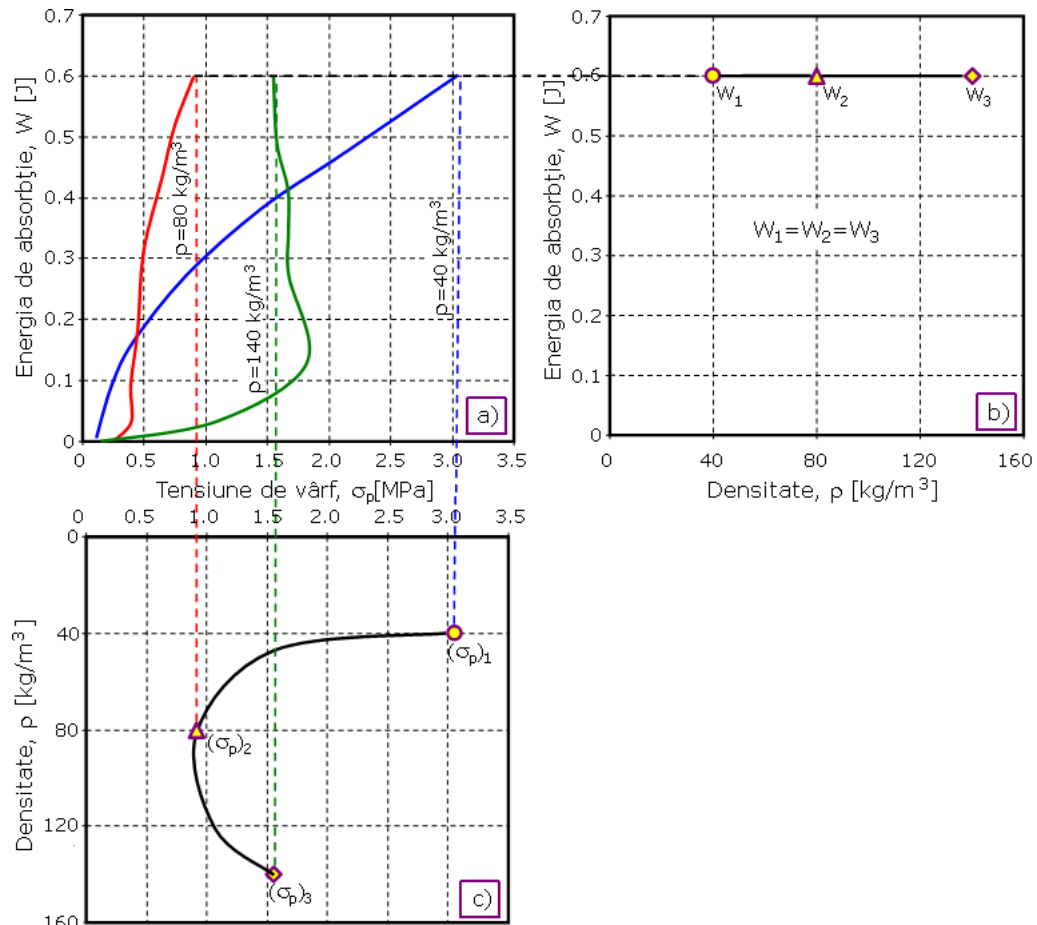 Energia de absorbție, W [J]
0.7
0.6
0.5
0.4
0.3
0.2
0.1
0
ρ=80 kg/m³
ρ=140 kg/m³
ρ=40 kg/m³
a)
0.5 1.0 1.5 2.0 2.5 3.0 3.5
Tensiune de vârf, σp[MPa]
Energia de absorbție, W [J]
0.7
0.6
0.5
0.4
0.3
0.2
0.1
0
W₁ W₂ W₃
W₁=W₂=W₃
b)
0 40 80 120 160
Densitate, ρ [kg/m³]
0 0.5 1.0 1.5 2.0 2.5 3.0 3.5
Densitate, ρ [kg/m³]
0
40
80
120
160
(σp)₁
(σp)₂
(σp)₃
c)